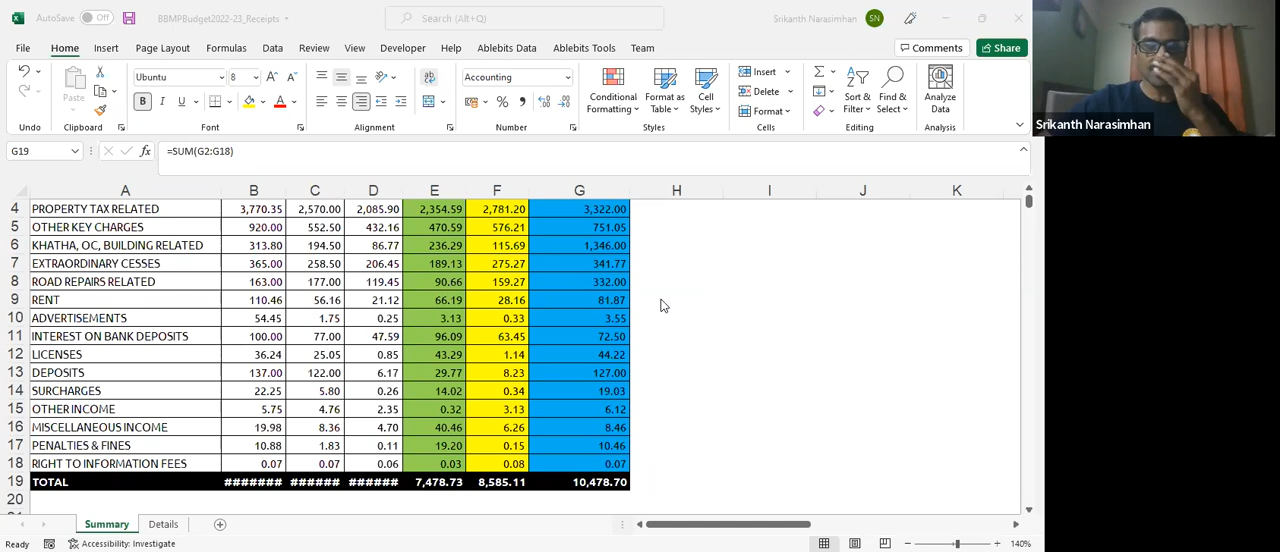 AutoSave Off BBMPBudget2022-23_Receipts Search (Alt+Q) Srikanth Narasimhan SN
File Home Insert Page Layout Formulas Data Review View Developer Help Ablebits Data Ablebits Tools Team Comments Share
Ubuntu 8 Accounting Insert
Paste Conditional Formatting Format as Table Cell Styles Delete Sort & Filter Find & Select Analyze Data
Format
Undo Clipboard Font Alignment Number Styles Cells Editing Analysis
Srikanth Narasimhan
G19 fx =SUM(G2:G18)
A B C D E F G H I J K
4 PROPERTY TAX RELATED 3,770.35 2,570.00 2,085.90 2,354.59 2,781.20 3,322.00
5 OTHER KEY CHARGES 920.00 552.50 432.16 470.59 576.21 751.05
6 KHATHA, OC, BUILDING RELATED 313.80 194.50 86.77 236.29 115.69 1,346.00
7 EXTRAORDINARY CESSES 365.00 258.50 206.45 189.13 275.27 341.77
8 ROAD REPAIRS RELATED 163.00 177.00 119.45 90.66 159.27 332.00
9 RENT 110.46 56.16 21.12 66.19 28.16 81.87
10 ADVERTISEMENTS 54.45 1.75 0.25 3.13 0.33 3.55
11 INTEREST ON BANK DEPOSITS 100.00 77.00 47.59 96.09 63.45 72.50
12 LICENSES 36.24 25.05 0.85 43.29 1.14 44.22
13 DEPOSITS 137.00 122.00 6.17 29.77 8.23 127.00
14 SURCHARGES 22.25 5.80 0.26 14.02 0.34 19.03
15 OTHER INCOME 5.75 4.76 2.35 0.32 3.13 6.12
16 MISCELLANEOUS INCOME 19.98 8.36 4.70 40.46 6.26 8.46
17 PENALTIES & FINES 10.88 1.83 0.11 19.20 0.15 10.46
18 RIGHT TO INFORMATION FEES 0.07 0.07 0.06 0.03 0.08 0.07
19 TOTAL ####### ###### ###### 7,478.73 8,585.11 10,478.70
20
Summary Details
Ready Accessibility: Investigate 140%